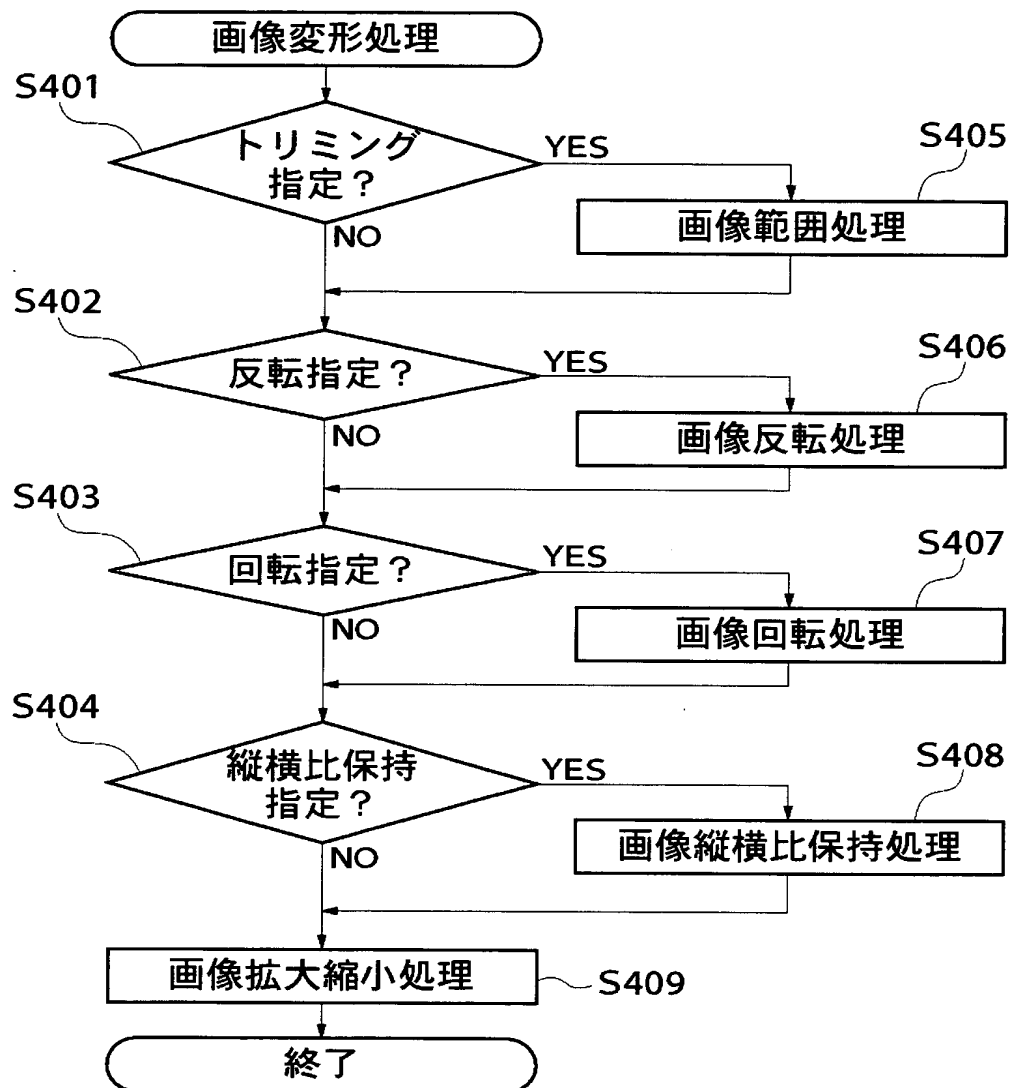 画像変形処理
S401
トリミング
指定？
YES
S405
画像範囲処理
NO
S402
反転指定？
YES
S406
画像反転処理
NO
S403
回転指定？
YES
S407
画像回転処理
NO
S404
縦横比保持
指定？
YES
S408
画像縦横比保持処理
NO
画像拡大縮小処理
S409
終了